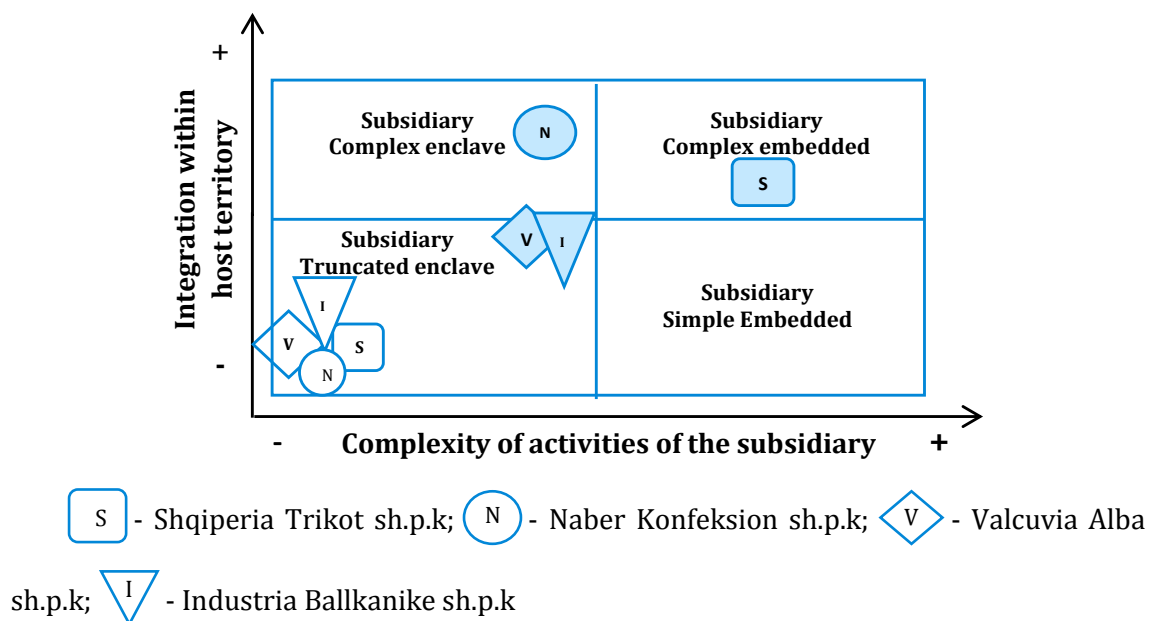 +
Integration within
host territory
-
Subsidiary
Complex enclave
N
Subsidiary
Complex embedded
S
Subsidiary
Truncated enclave
V
I
Subsidiary
Simple Embedded
I
V
S
N
- Complexity of activities of the subsidiary +
S - Shqiperia Trikot sh.p.k; N - Naber Konfeksion sh.p.k; V - Valcuvia Alba
sh.p.k; I - Industria Ballkanike sh.p.k